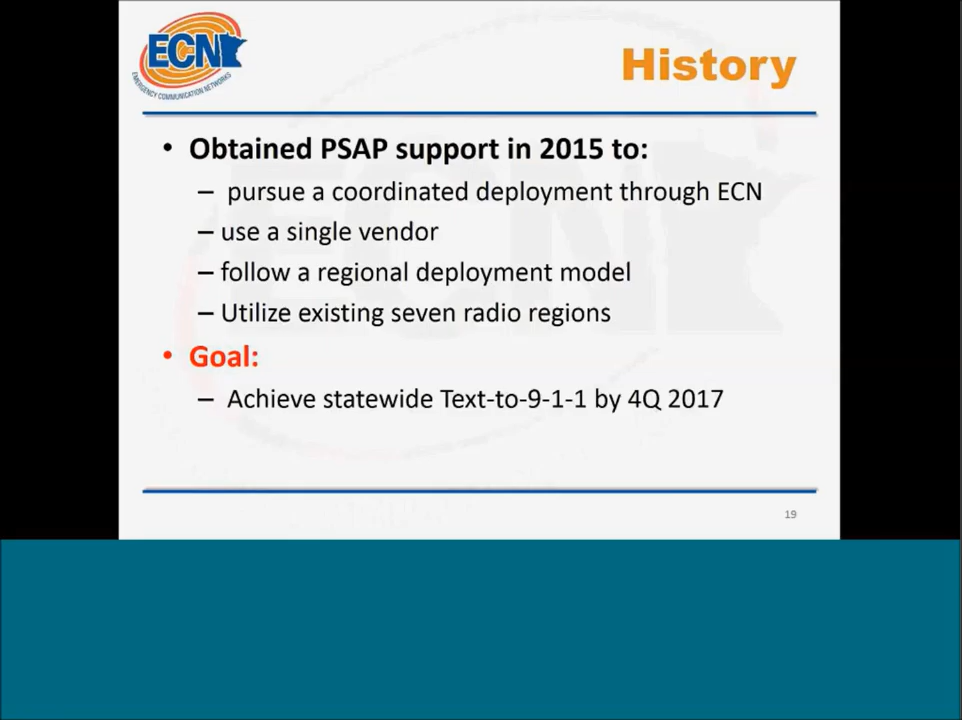 ECN
EMERGENCY COMMUNICATION NETWORKS
History
• Obtained PSAP support in 2015 to:
– pursue a coordinated deployment through ECN
– use a single vendor
– follow a regional deployment model
– Utilize existing seven radio regions
• Goal:
– Achieve statewide Text-to-9-1-1 by 4Q 2017
19